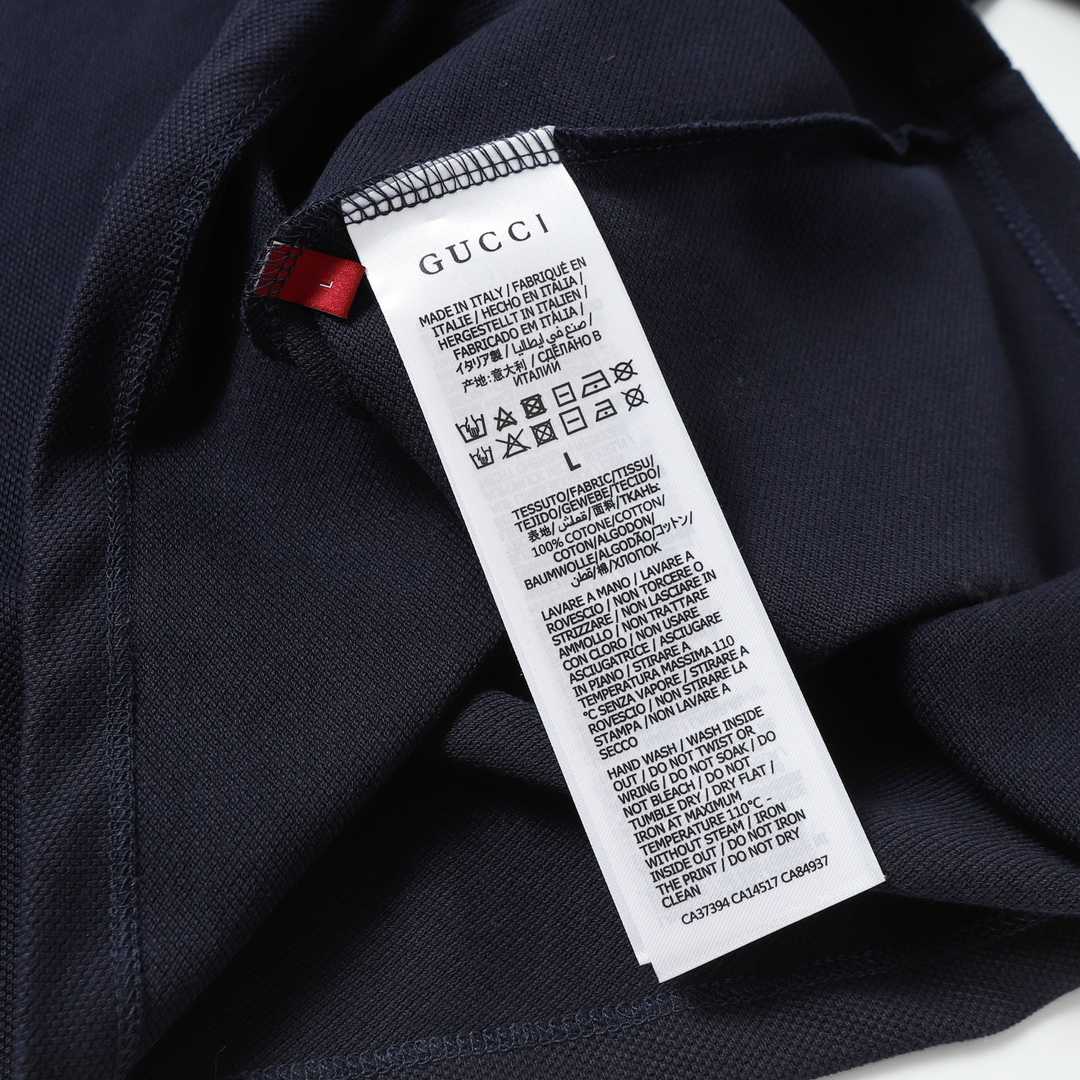 GUCCI
MADE IN ITALY / FABRIQUÉ EN
ITALIE / HECHO EN ITALIA /
HERGESTELLT IN ITALIEN /
FABRICADO EM ITÁLIA /
イタリア製 / صنع في إيطاليا /
产地:意大利 / СДЕЛАНО В
ИТАЛИИ
L
L
TESSUTO/FABRIC/TISSU/
TEJIDO/GEWEBE/TECIDO/
表地/قماش/面料/ТКАНЬ:
100% COTONE/COTTON/
COTON/ALGODON/
BAUMWOLLE/ALGODÃO/コットン/
قطن/棉/ХЛОПОК
LAVARE A MANO / LAVARE A
ROVESCIO / NON TORCERE O
STRIZZARE / NON LASCIARE IN
AMMOLLO / NON TRATTARE
CON CLORO / NON USARE
ASCIUGATRICE / ASCIUGARE
IN PIANO / STIRARE A
TEMPERATURA MASSIMA 110
°C SENZA VAPORE / STIRARE A
ROVESCIO / NON STIRARE LA
STAMPA /NON LAVARE A
SECCO
HAND WASH / WASH INSIDE
OUT / DO NOT TWIST OR
WRING / DO NOT SOAK / DO
NOT BLEACH / DO NOT
TUMBLE DRY / DRY FLAT /
IRON AT MAXIMUM
TEMPERATURE 110°C -
WITHOUT STEAM / IRON
INSIDE OUT / DO NOT IRON
THE PRINT / DO NOT DRY
CLEAN
CA37394 CA14517 CA84937